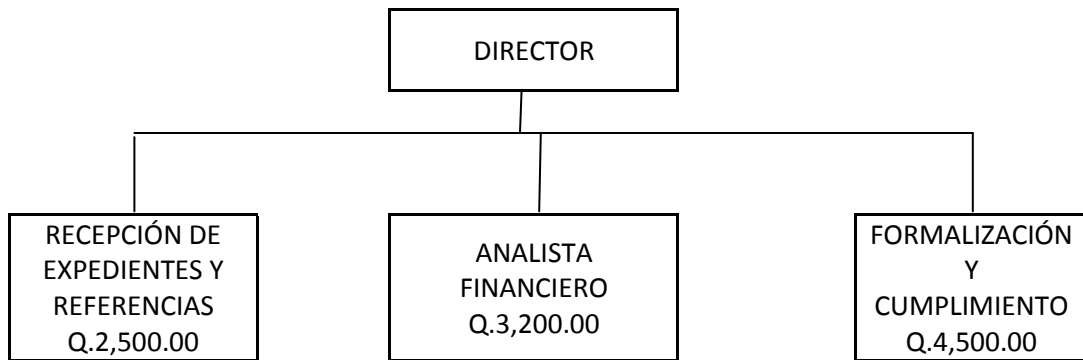 DIRECTOR
RECEPCIÓN DE
EXPEDIENTES Y
REFERENCIAS
Q.2,500.00
ANALISTA
FINANCIERO
Q.3,200.00
FORMALIZACIÓN
Y
CUMPLIMIENTO
Q.4,500.00